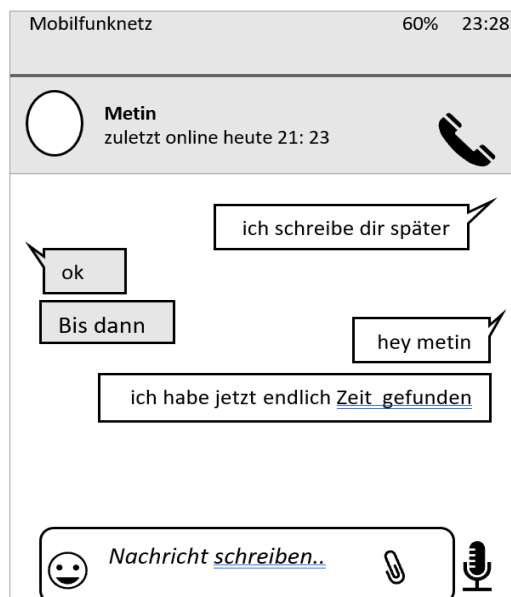 Mobilfunknetz 60% 23:28
Metin
zuletzt online heute 21: 23
ich schreibe dir später
ok
Bis dann
hey metin
ich habe jetzt endlich Zeit gefunden
Nachricht schreiben..